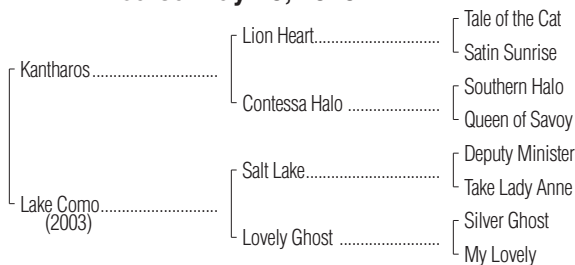 Tale of the Cat
Lion Heart
Satin Sunrise
Kantharos
Southern Halo
Contessa Halo
Queen of Savoy
Deputy Minister
Salt Lake
Take Lady Anne
Lake Como
(2003)
Silver Ghost
Lovely Ghost
My Lovely